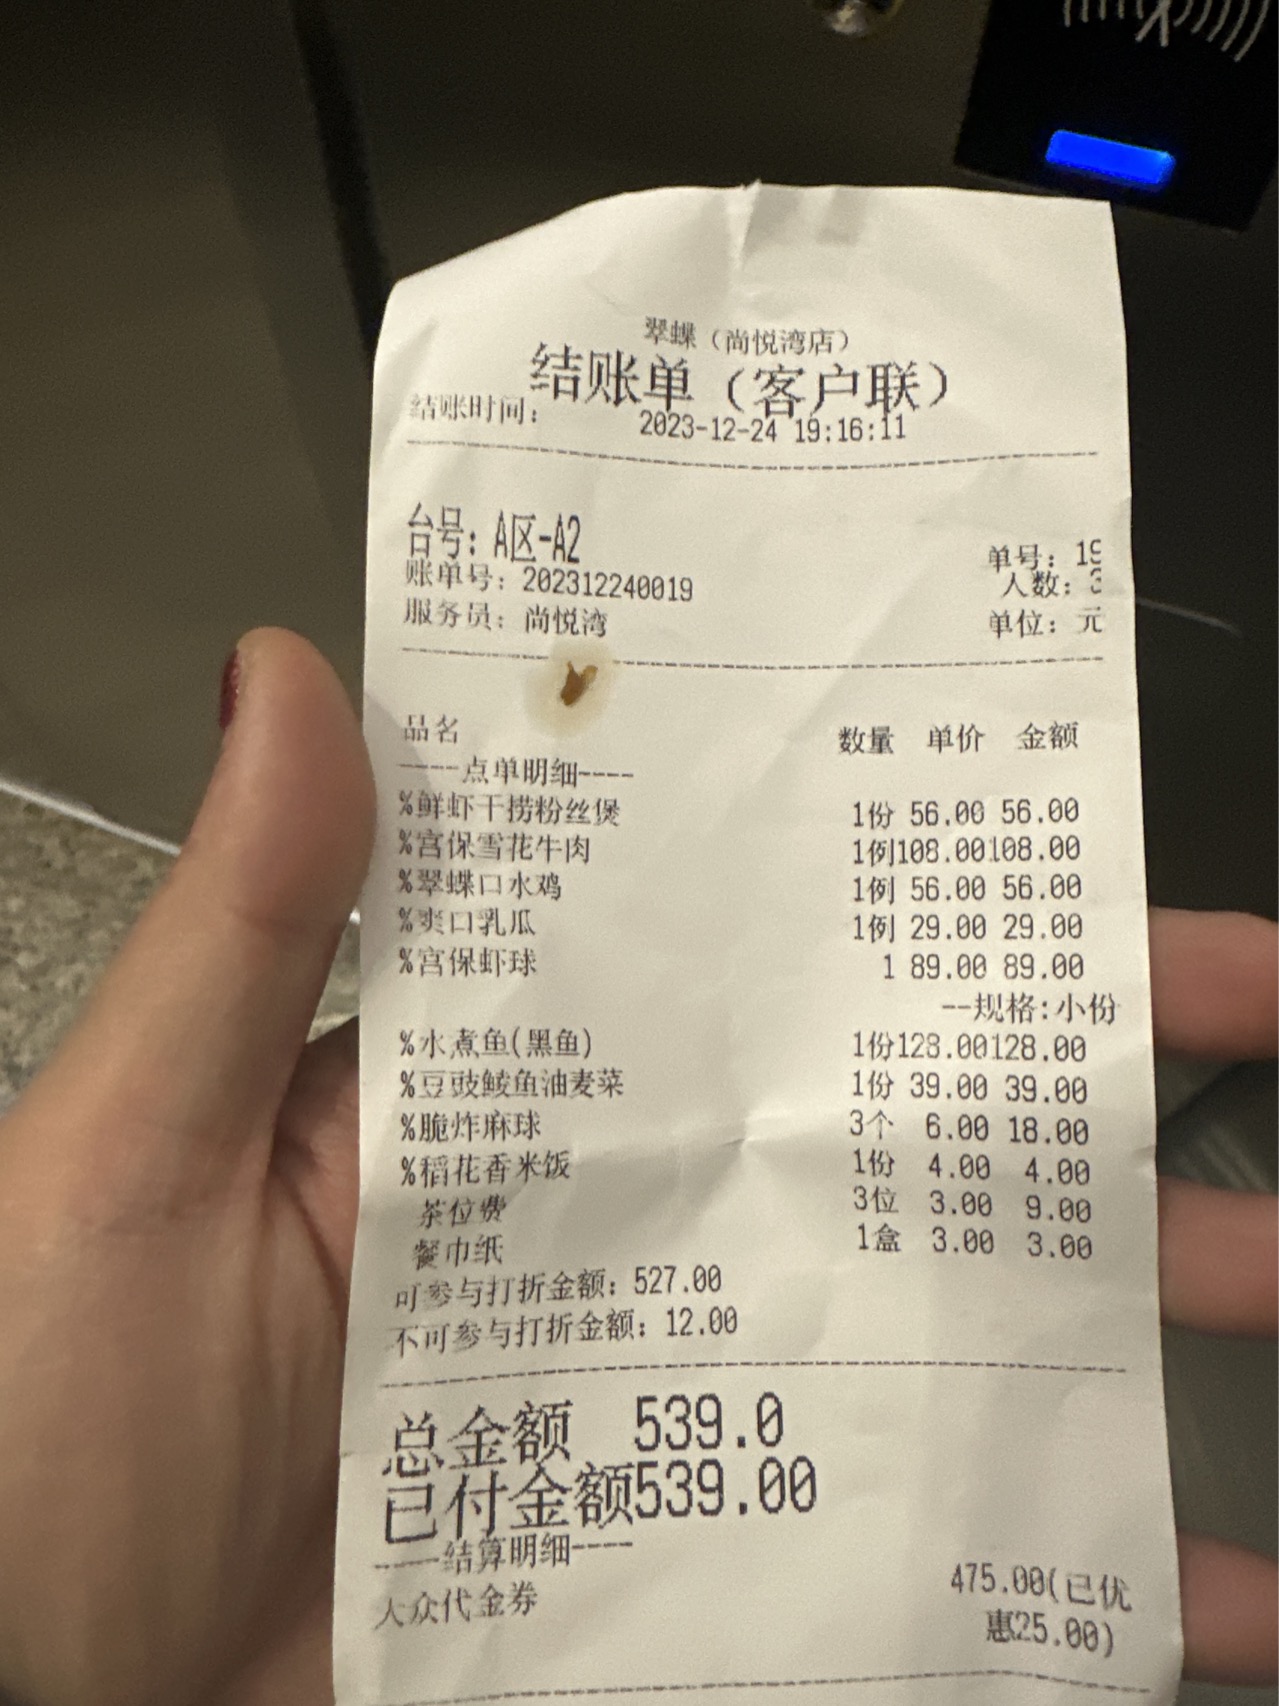 翠蝶（尚悦湾店）
结账单（客户联）
结账时间： 2023-12-24 19:16:11
台号：A区-A2
单号：19
账单号：202312240019
人数：3
服务员：尚悦湾
单位：元
品名 数量 单价 金额
----点单明细----
%鲜虾干捞粉丝煲 1份 56.00 56.00
%宫保雪花牛肉 1例108.00108.00
%翠蝶口水鸡 1例 56.00 56.00
%爽口乳瓜 1例 29.00 29.00
%宫保虾球 1 89.00 89.00
--规格:小份
%水煮鱼(黑鱼) 1份128.00128.00
%豆豉鲮鱼油麦菜 1份 39.00 39.00
%脆炸麻球 3个 6.00 18.00
%稻花香米饭 1份 4.00 4.00
茶位费 3位 3.00 9.00
餐巾纸 1盒 3.00 3.00
可参与打折金额：527.00
不可参与打折金额：12.00
总金额 539.0
已付金额539.00
----结算明细----
大众代金券 475.00(已优
惠25.00)